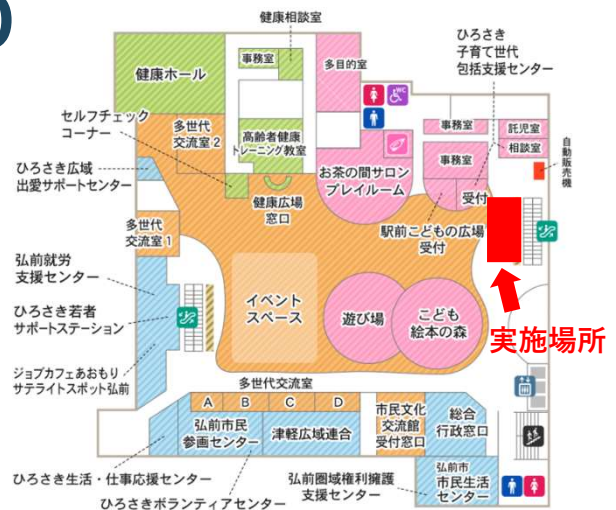 健康相談室
ひろさき
子育て世代
包括支援センター
健康ホール
事務室
多目的室
セルフチェック
コーナー
多世代
交流室2
高齢者健康
トレーニング教室
事務室
託児室
相談室
自動販売機
お茶の間サロン
プレイルーム
事務室
受付
ひろさき広域
出愛サポートセンター
健康広場
窓口
駅前こどもの広場
受付
多世代
交流室1
弘前就労
支援センター
イベント
スペース
遊び場
こども
絵本の森
実施場所
ひろさき若者
サポートステーション
ジョブカフェあおもり
サテライトスポット弘前
多世代交流室
A B C D
弘前市民
参画センター
津軽広域連合
市民文化
交流館
受付窓口
総合
行政窓口
ひろさき生活・仕事応援センター
ひろさきボランティアセンター
弘前圏域権利擁護
支援センター
弘前市
市民生活
センター
WC